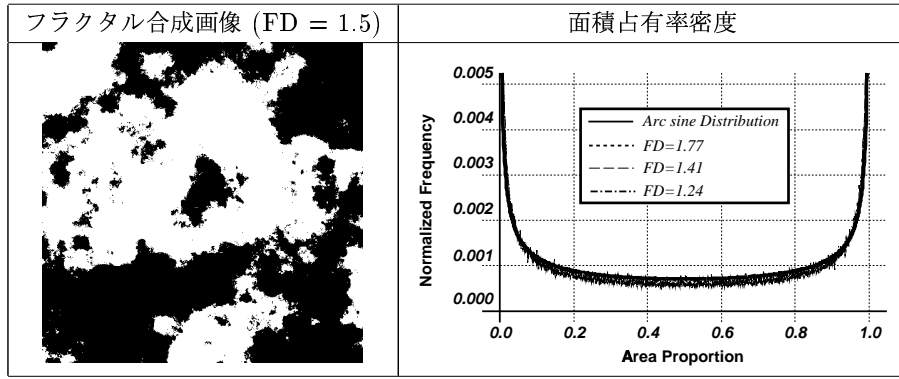 フラクタル合成画像 (FD = 1.5)
面積占有率密度
0.005
0.004
0.003
0.002
0.001
0.000
Normalized Frequency
Arc sine Distribution
FD=1.77
FD=1.41
FD=1.24
0.0 0.2 0.4 0.6 0.8 1.0
Area Proportion